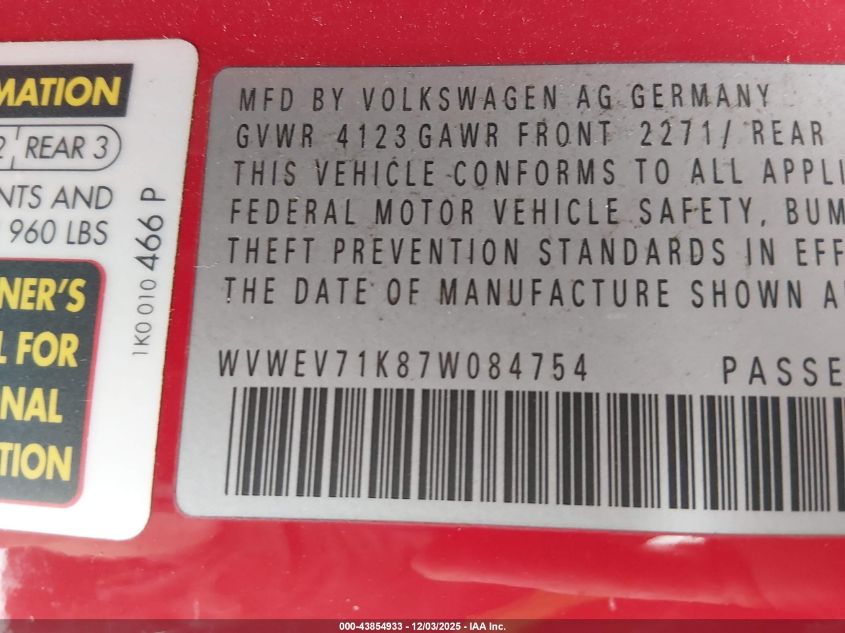 MATION
2 REAR 3
NTS AND
960 LBS
NER'S
L FOR
NAL
TION
1K0 010 466 P
MFD BY VOLKSWAGEN AG GERMANY
GVWR 4123 GAWR FRONT 2271/ REAR
THIS VEHICLE CONFORMS TO ALL APPLI
FEDERAL MOTOR VEHICLE SAFETY, BUM
THEFT PREVENTION STANDARDS IN EFF
THE DATE OF MANUFACTURE SHOWN A
WVWEV71K87W084754 PASSE
000-43854933 - 12/03/2025 - IAA Inc.